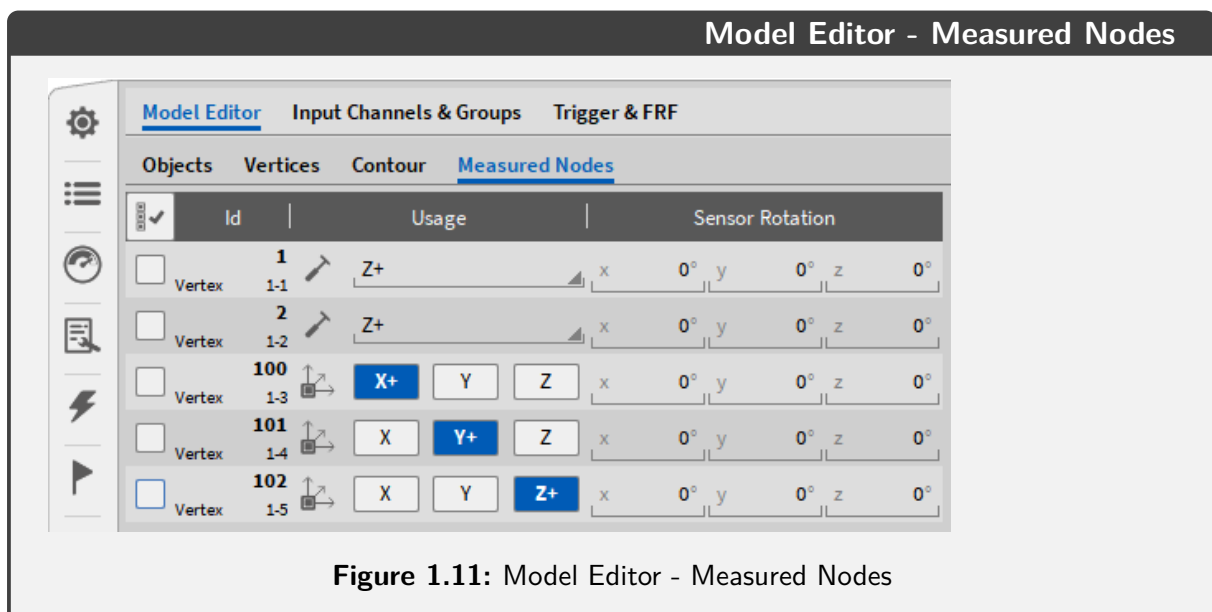 Model Editor - Measured Nodes
Model Editor Input Channels & Groups Trigger & FRF
Objects Vertices Contour Measured Nodes
Id Usage Sensor Rotation
Vertex 1 1-1 Z+ x 0° y 0° z 0°
Vertex 2 1-2 Z+ x 0° y 0° z 0°
Vertex 100 1-3 X+ Y Z x 0° y 0° z 0°
Vertex 101 1-4 X Y+ Z x 0° y 0° z 0°
Vertex 102 1-5 X Y Z+ x 0° y 0° z 0°
Figure 1.11: Model Editor - Measured Nodes